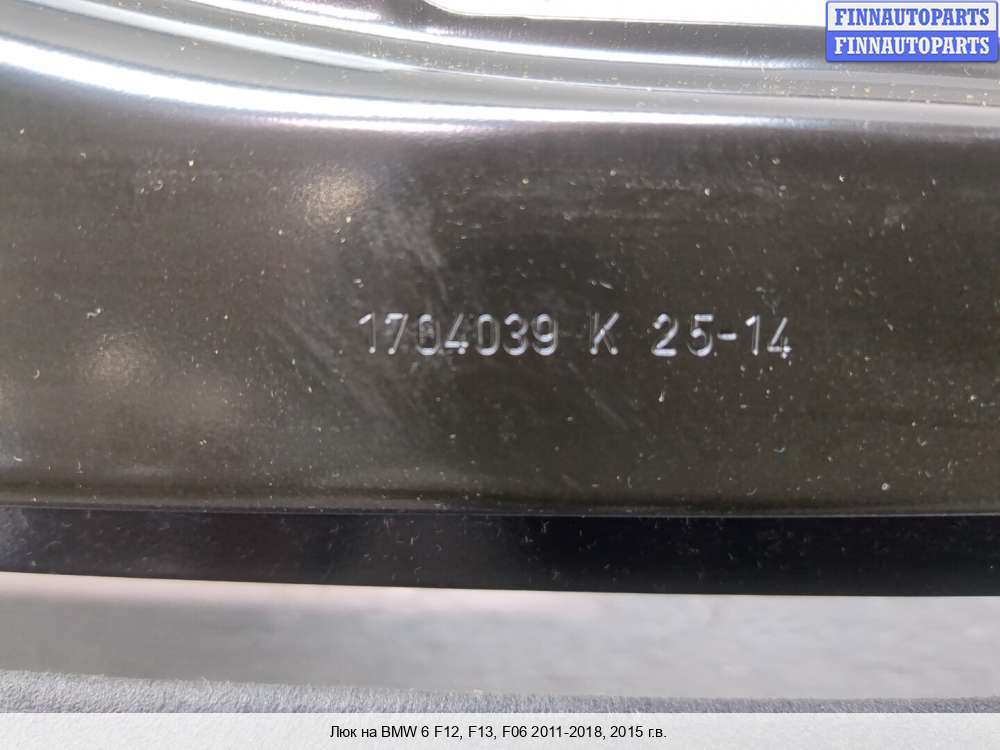 FINNAUTOPARTS
FINNAUTOPARTS
1704039 K 25-14
Люк на BMW 6 F12, F13, F06 2011-2018, 2015 г.в.